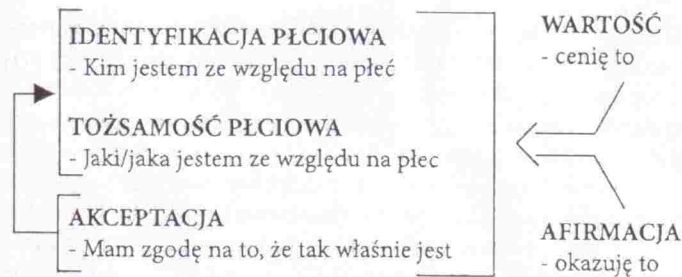 IDENTYFIKACJA PŁCIOWA
- Kim jestem ze względu na płeć
TOŻSAMOŚĆ PŁCIOWA
- Jaki/jaka jestem ze względu na płec
AKCEPTACJA
- Mam zgodę na to, że tak właśnie jest
WARTOŚĆ
- cenię to
AFIRMACJA
- okazuję to